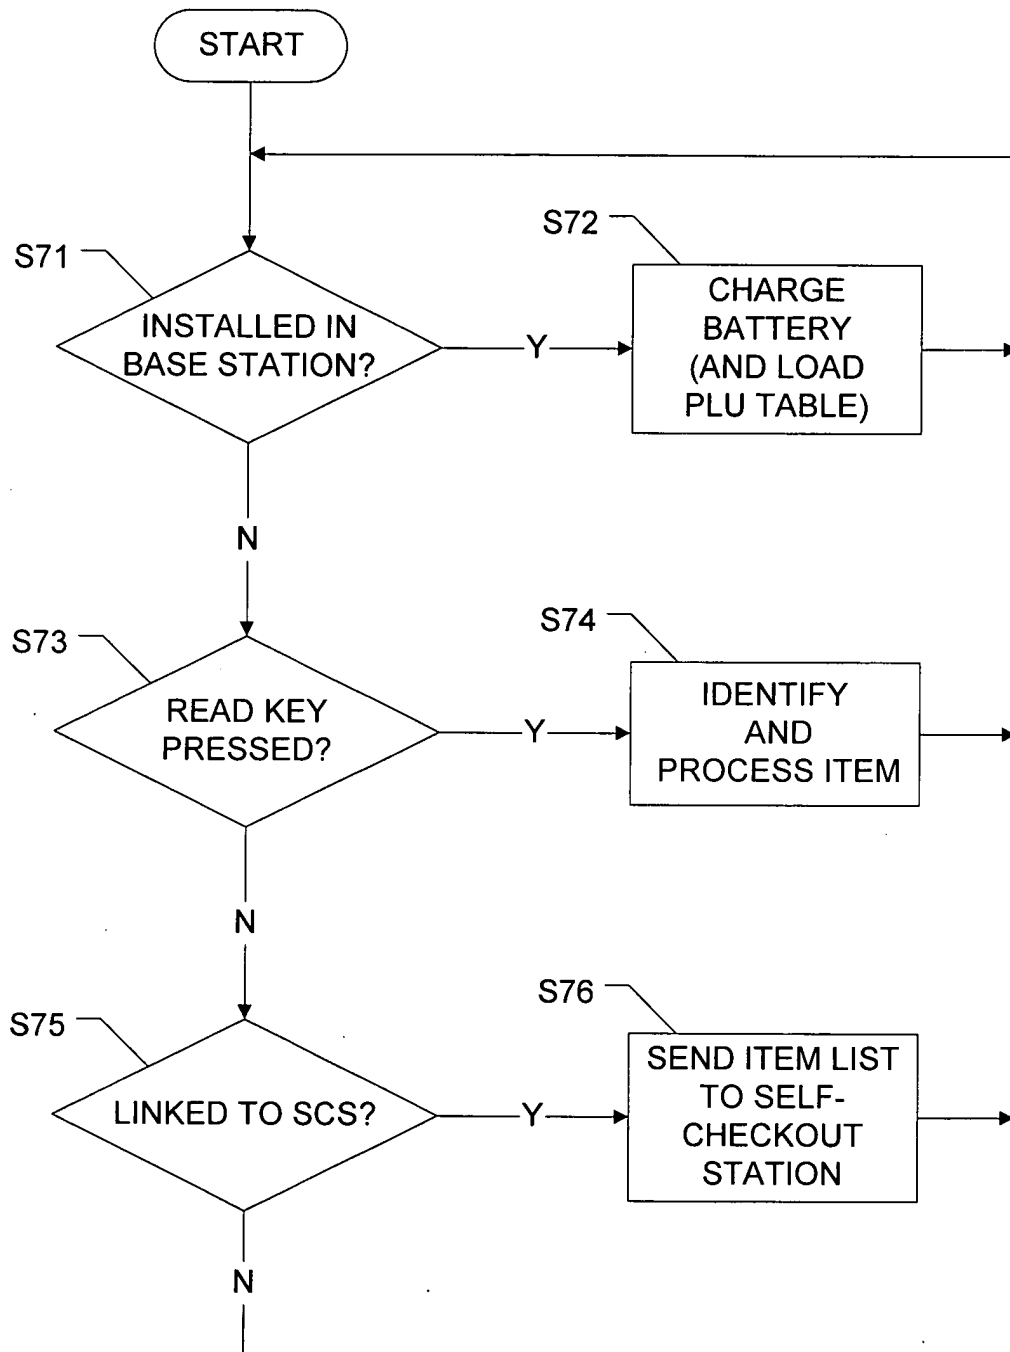 START
S71
INSTALLED IN
BASE STATION?
Y
S72
CHARGE
BATTERY
(AND LOAD
PLU TABLE)
N
S73
READ KEY
PRESSED?
Y
S74
IDENTIFY
AND
PROCESS ITEM
N
S75
LINKED TO SCS?
Y
S76
SEND ITEM LIST
TO SELF-
CHECKOUT
STATION
N